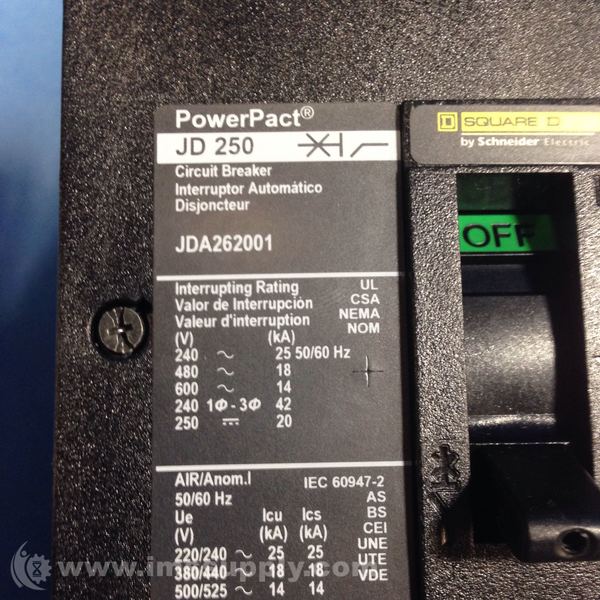 PowerPact®
JD 250
Circuit Breaker
Interruptor Automático
Disjoncteur
JDA262001
Interrupting Rating UL
Valor de Interrupción CSA
Valeur d'interruption NEMA
(V) (kA) NOM
240 ~ 25 50/60 Hz
480 ~ 18
600 ~ 14
240 1Φ - 3Φ 42
250 ⎓ 20
AIR/Anom.I IEC 60947-2
50/60 Hz AS
Ue Icu Ics BS
(V) (kA) (kA) CEI
220/240 ~ 25 25 UNE
380/440 ~ 18 18 UTE
500/525 ~ 14 14 VDE
SQUARE D
by Schneider Electric
OFF
www.imssupply.com